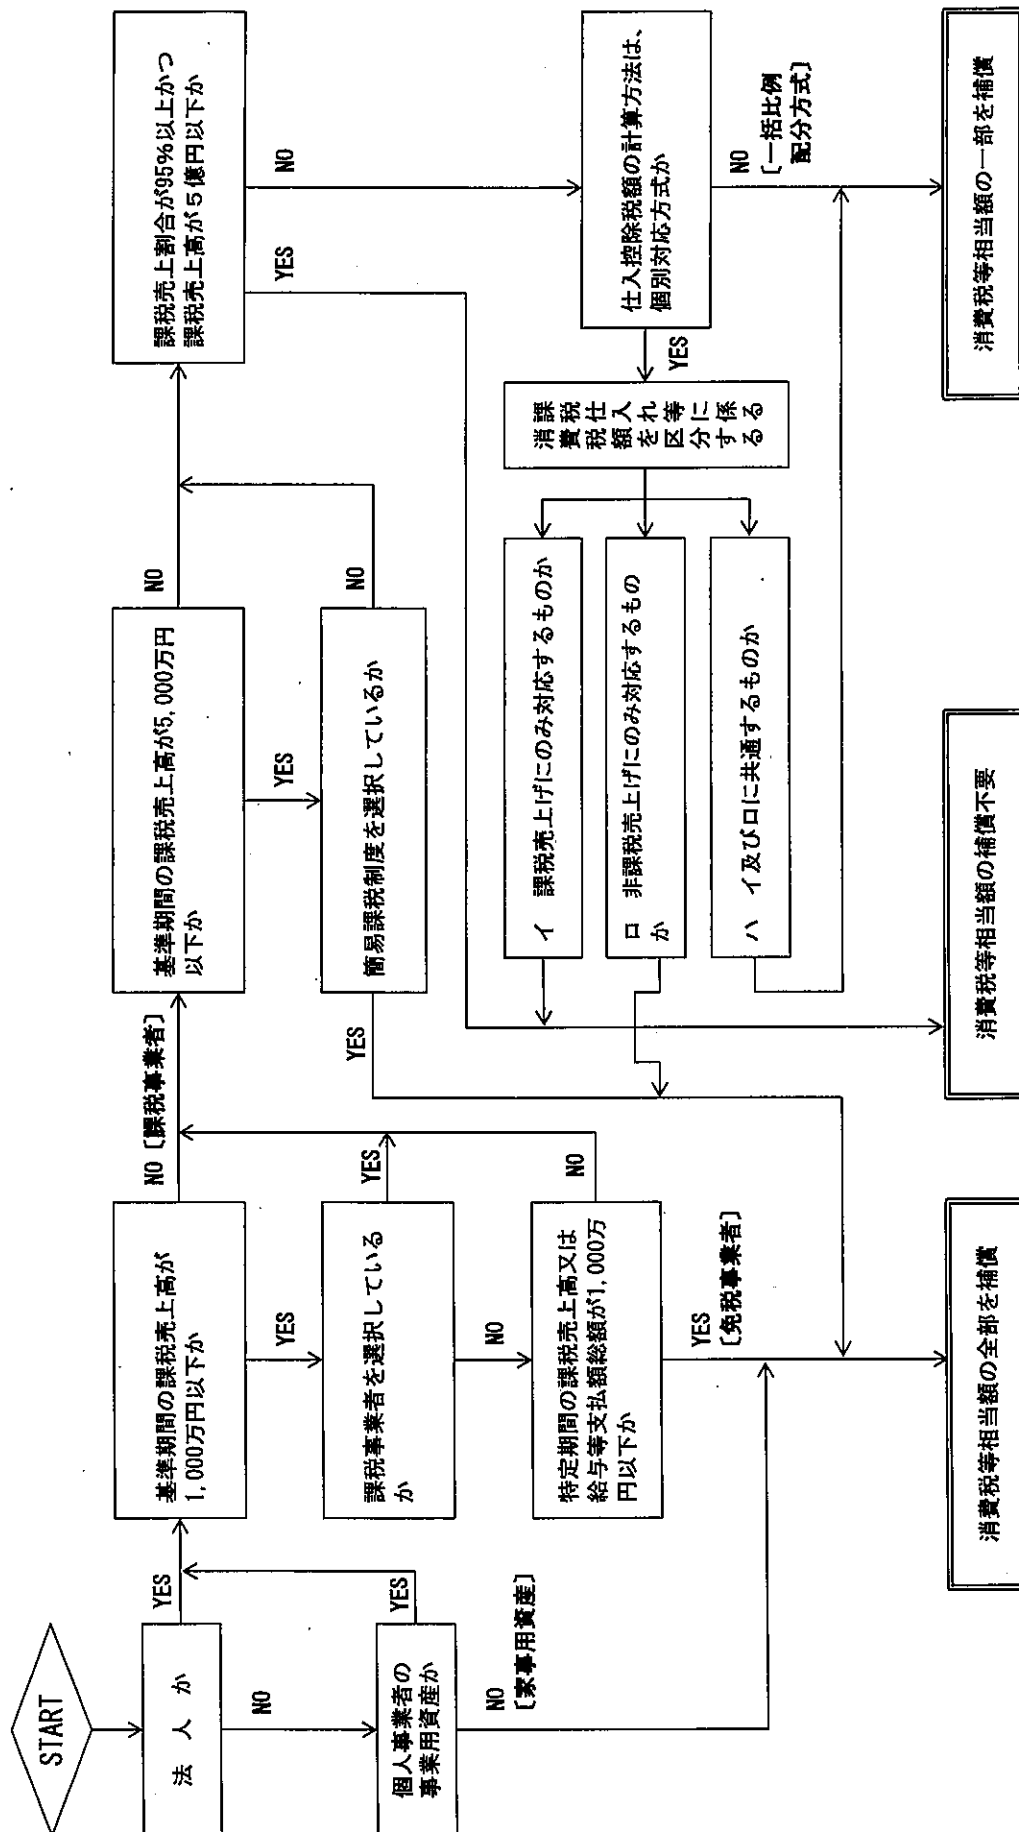 START
法人か
YES
NO
個人事業者の
事業用資産か
YES
NO
〔家事用資産〕
基準期間の課税売上高が
1,000万円以下か
NO〔課税事業者〕
YES
課税事業者を選択している
か
YES
NO
特定期間の課税売上高又は
給与等支払額総額が1,000万
円以下か
NO
YES
〔免税事業者〕
基準期間の課税売上高が5,000万円
以下か
NO
YES
簡易課税制度を選択しているか
NO
YES
課税売上割合が95%以上かつ
課税売上高が5億円以下か
NO
YES
仕入控除税額の計算方法は、
個別対応方式か
YES
NO
〔一括比例
配分方式〕
課税仕入れ等に係る
消費税額を区分する
イ 課税売上げにのみ対応するものか
ロ 非課税売上げにのみ対応するもの
か
ハ イ及びロに共通するものか
消費税等相当額の全部を補償
消費税等相当額の補償不要
消費税等相当額の一部を補償